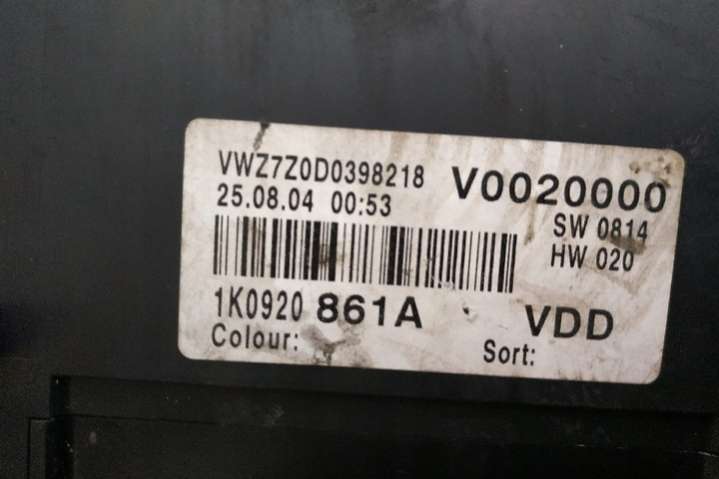 VWZ7Z0D0398218 V0020000
25.08.04 00:53 SW 0814
HW 020
1K0920 861A VDD
Colour: Sort: